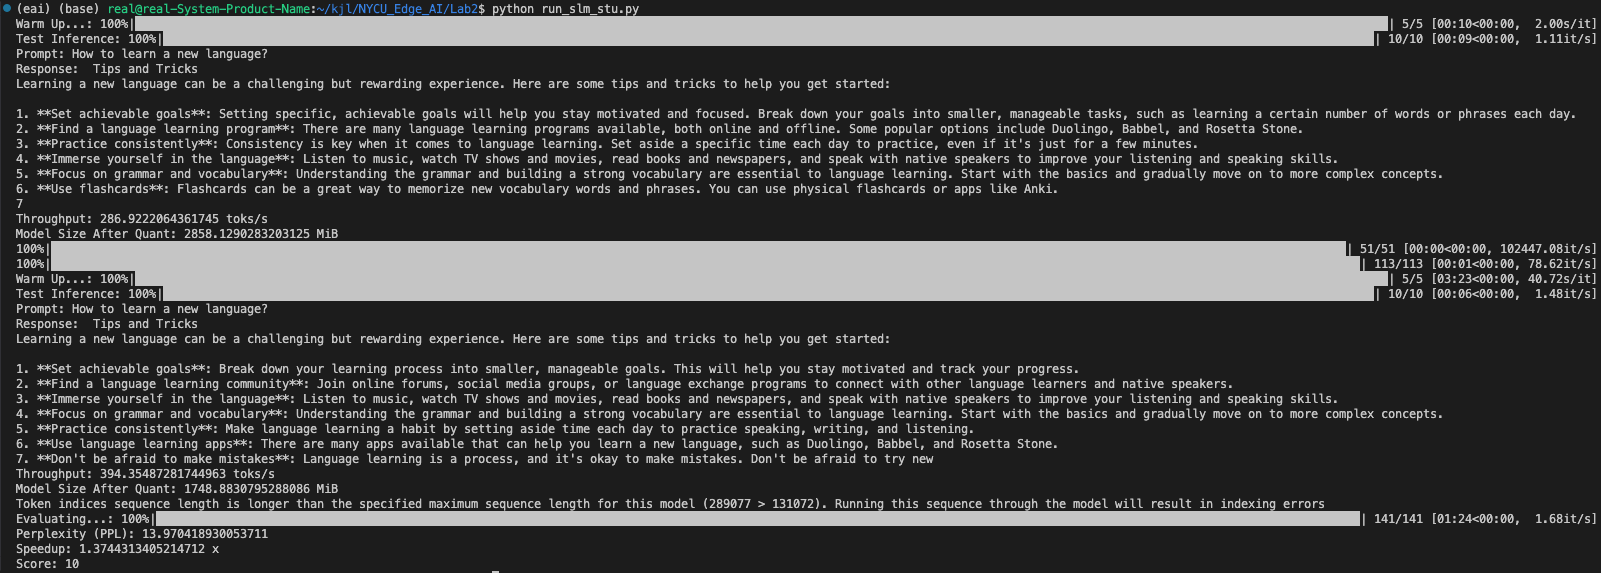 (eai) (base) real@real-System-Product-Name:~/kjl/NYCU_Edge_AI/Lab2$ python run_slm_stu.py
Warm Up...: 100%| | 5/5 [00:10<00:00,  2.00s/it]
Test Inference: 100%| | 10/10 [00:09<00:00,  1.11it/s]
Prompt: How to learn a new language?
Response:  Tips and Tricks
Learning a new language can be a challenging but rewarding experience. Here are some tips and tricks to help you get started:
1. **Set achievable goals**: Setting specific, achievable goals will help you stay motivated and focused. Break down your goals into smaller, manageable tasks, such as learning a certain number of words or phrases each day.
2. **Find a language learning program**: There are many language learning programs available, both online and offline. Some popular options include Duolingo, Babbel, and Rosetta Stone.
3. **Practice consistently**: Consistency is key when it comes to language learning. Set aside a specific time each day to practice, even if it's just for a few minutes.
4. **Immerse yourself in the language**: Listen to music, watch TV shows and movies, read books and newspapers, and speak with native speakers to improve your listening and speaking skills.
5. **Focus on grammar and vocabulary**: Understanding the grammar and building a strong vocabulary are essential to language learning. Start with the basics and gradually move on to more complex concepts.
6. **Use flashcards**: Flashcards can be a great way to memorize new vocabulary words and phrases. You can use physical flashcards or apps like Anki.
7
Throughput: 286.9222064361745 toks/s
Model Size After Quant: 2858.1290283203125 MiB
100%| | 51/51 [00:00<00:00, 102447.08it/s]
100%| | 113/113 [00:01<00:00, 78.62it/s]
Warm Up...: 100%| | 5/5 [03:23<00:00, 40.72s/it]
Test Inference: 100%| | 10/10 [00:06<00:00,  1.48it/s]
Prompt: How to learn a new language?
Response:  Tips and Tricks
Learning a new language can be a challenging but rewarding experience. Here are some tips and tricks to help you get started:
1. **Set achievable goals**: Break down your learning process into smaller, manageable goals. This will help you stay motivated and track your progress.
2. **Find a language learning community**: Join online forums, social media groups, or language exchange programs to connect with other language learners and native speakers.
3. **Immerse yourself in the language**: Listen to music, watch TV shows and movies, read books and newspapers, and speak with native speakers to improve your listening and speaking skills.
4. **Focus on grammar and vocabulary**: Understanding the grammar and building a strong vocabulary are essential to language learning. Start with the basics and gradually move on to more complex concepts.
5. **Practice consistently**: Make language learning a habit by setting aside time each day to practice speaking, writing, and listening.
6. **Use language learning apps**: There are many apps available that can help you learn a new language, such as Duolingo, Babbel, and Rosetta Stone.
7. **Don't be afraid to make mistakes**: Language learning is a process, and it's okay to make mistakes. Don't be afraid to try new
Throughput: 394.35487281744963 toks/s
Model Size After Quant: 1748.8830795288086 MiB
Token indices sequence length is longer than the specified maximum sequence length for this model (289077 > 131072). Running this sequence through the model will result in indexing errors
Evaluating...: 100%| | 141/141 [01:24<00:00,  1.68it/s]
Perplexity (PPL): 13.970418930053711
Speedup: 1.3744313405214712 x
Score: 10